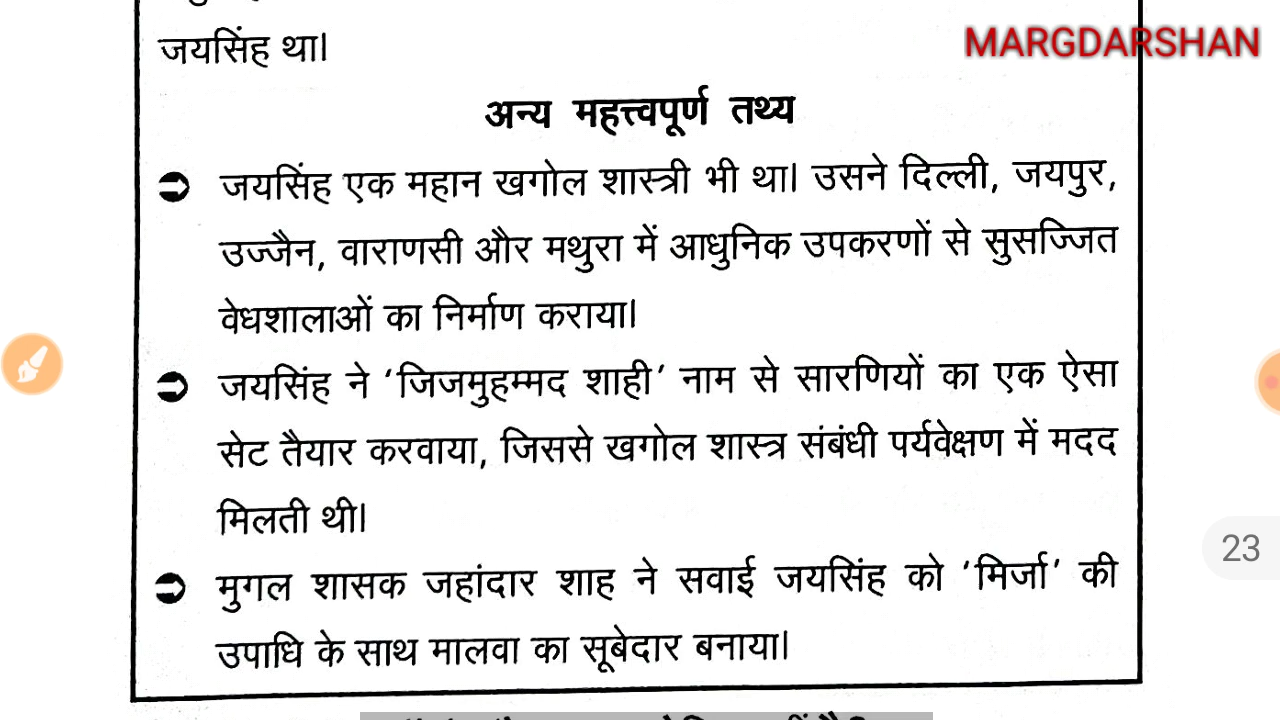 जयसिंह था।
MARGDARSHAN
अन्य महत्त्वपूर्ण तथ्य
जयसिंह एक महान खगोल शास्त्री भी था। उसने दिल्ली, जयपुर,
उज्जैन, वाराणसी और मथुरा में आधुनिक उपकरणों से सुसज्जित
वेधशालाओं का निर्माण कराया।
जयसिंह ने ‘जिजमुहम्मद शाही’ नाम से सारणियों का एक ऐसा
सेट तैयार करवाया, जिससे खगोल शास्त्र संबंधी पर्यवेक्षण में मदद
मिलती थी।
23
मुगल शासक जहांदार शाह ने सवाई जयसिंह को ‘मिर्जा’ की
उपाधि के साथ मालवा का सूबेदार बनाया।